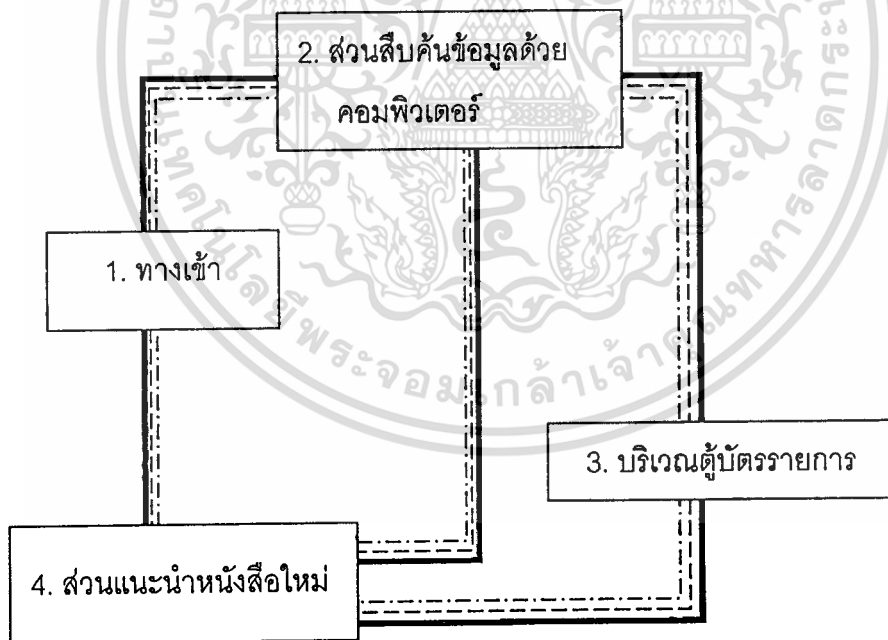 2. ส่วนสืบค้นข้อมูลด้วย
คอมพิวเตอร์
1. ทางเข้า
3. บริเวณตู้บัตรรายการ
4. ส่วนแนะนำหนังสือใหม่